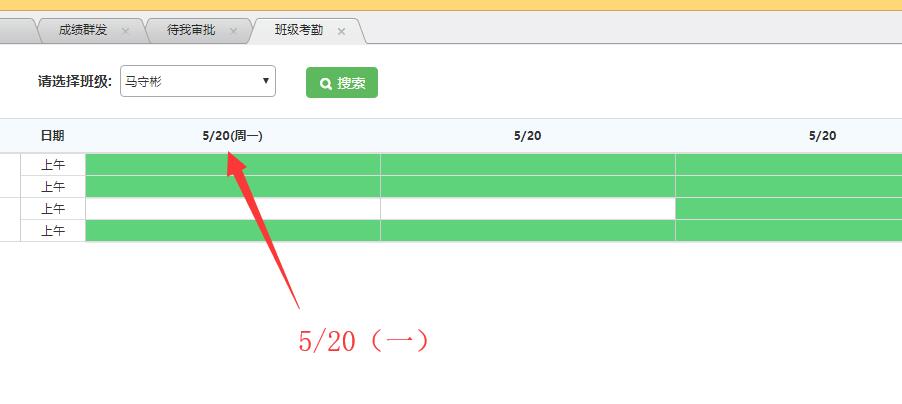 成绩群发 × 待我审批 × 班级考勤 ×
请选择班级: 马守彬 搜索
日期 5/20(周一) 5/20 5/20
上午
上午
上午
上午
5/20（一）